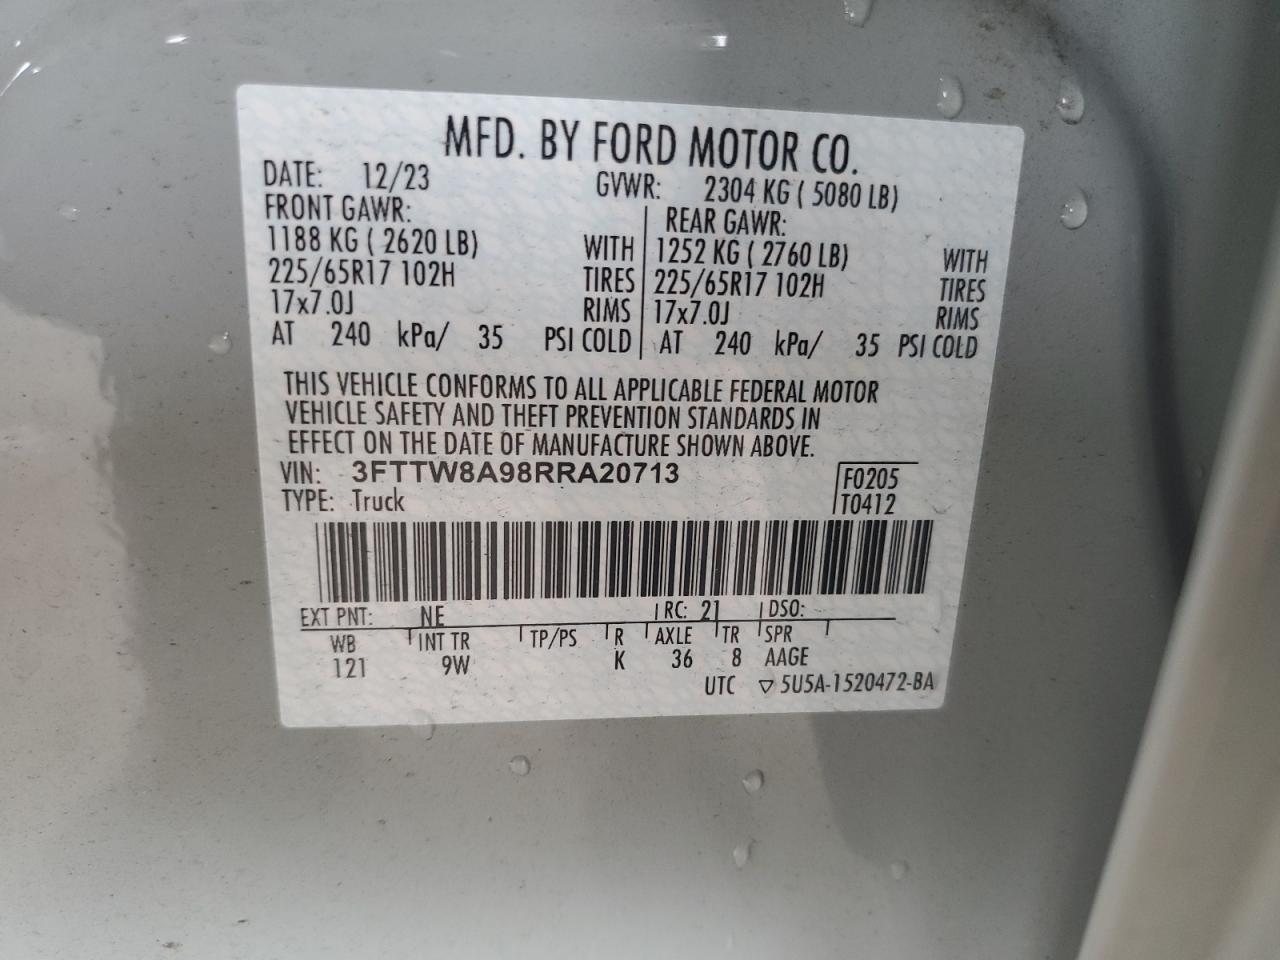 MFD. BY FORD MOTOR CO.
DATE: 12/23 GVWR: 2304 KG ( 5080 LB)
FRONT GAWR: REAR GAWR:
1188 KG ( 2620 LB) WITH 1252 KG ( 2760 LB) WITH
225/65R17 102H TIRES 225/65R17 102H TIRES
17x7.0J RIMS 17x7.0J RIMS
AT 240 kPa/ 35 PSI COLD AT 240 kPa/ 35 PSI COLD
THIS VEHICLE CONFORMS TO ALL APPLICABLE FEDERAL MOTOR
VEHICLE SAFETY AND THEFT PREVENTION STANDARDS IN
EFFECT ON THE DATE OF MANUFACTURE SHOWN ABOVE.
VIN: 3FTTW8A98RRA20713 F0205
TYPE: Truck T0412
EXT PNT: NE RC: 21 DSO:
WB INT TR TP/PS R AXLE TR SPR
121 9W K 36 8 AAGE
UTC ▽ 5U5A-1520472-BA